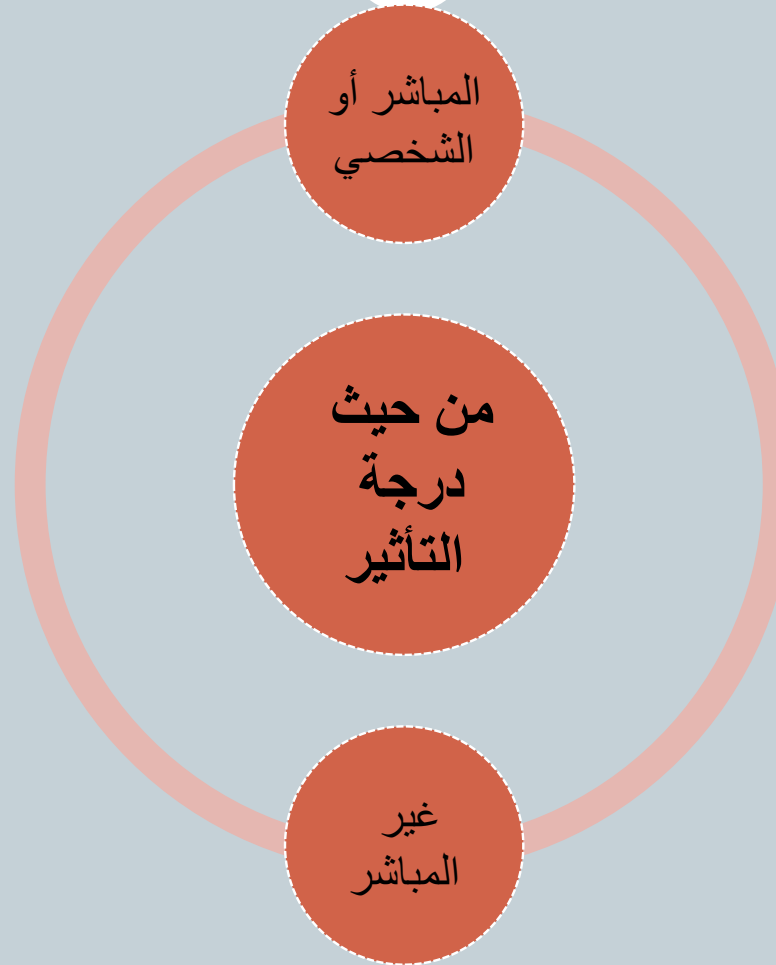 المباشر أو
الشخصي
من حيث
درجة
التأثير
غير
المباشر